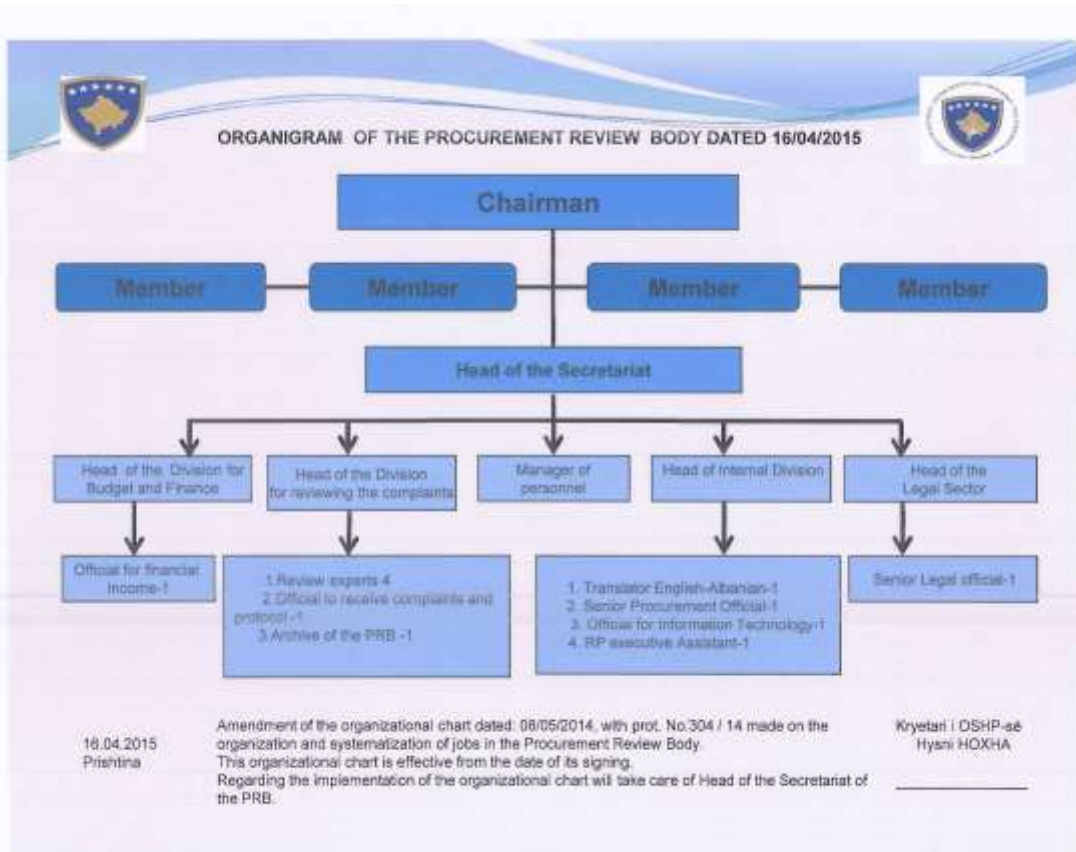 ORGANIGRAM OF THE PROCUREMENT REVIEW BODY DATED 16/04/2015
Chairman
Member
Member
Member
Member
Head of the Secretariat
Head of the Division for
Budget and Finance
Head of the Division
for reviewing the complaints
Manager of
personnel
Head of Internal Division
Head of the
Legal Sector
Official for financial
Income-1
1.Review experts 4
2.Official to receive complaints and
protocol -1
3.Archive of the PRB -1
1. Translator English-Albanian-1
2. Senior Procurement Official-1
3. Official for Information Technology-1
4. RP executive Assistant-1
Senior Legal official-1
16.04.2015
Prishtina
Amendment of the organizational chart dated: 08/05/2014, with prot. No.304 / 14 made on the
organization and systematization of jobs in the Procurement Review Body.
This organizational chart is effective from the date of its signing.
Regarding the implementation of the organizational chart will take care of Head of the Secretariat of
the PRB.
Kryetari i OSHP-së
Hysni HOXHA